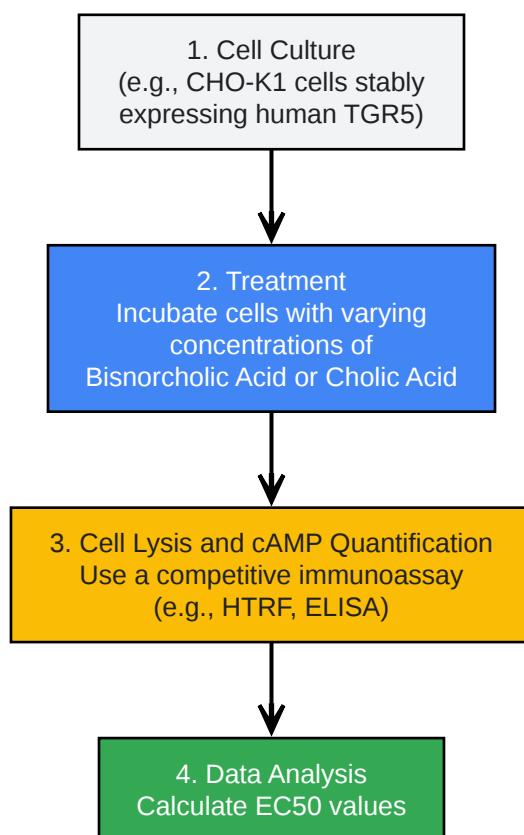 1. Cell Culture
(e.g., CHO-K1 cells stably
expressing human TGR5)
2. Treatment
Incubate cells with varying
concentrations of
Bisnorcholic Acid or Cholic Acid
3. Cell Lysis and cAMP Quantification
Use a competitive immunoassay
(e.g., HTRF, ELISA)
4. Data Analysis
Calculate EC50 values